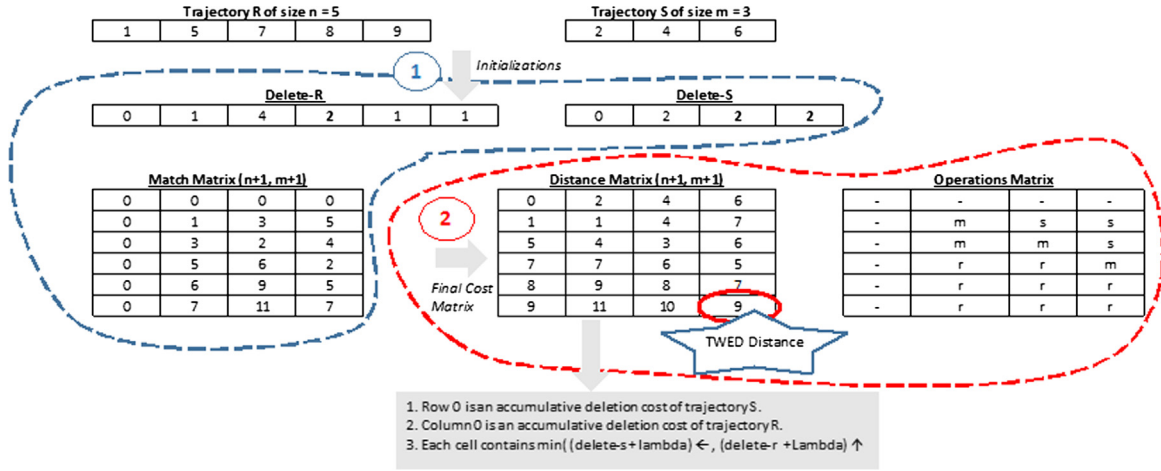 Trajectory R of size n = 5
Trajectory S of size m = 3
1 5 7 8 9
2 4 6
1
Initializations
Delete-R
Delete-S
0 1 4 2 1 1
0 2 2 2
Match Matrix (n+1, m+1)
Distance Matrix (n+1, m+1)
Operations Matrix
0 0 0 0
0 2 4 6
- - - -
0 1 3 5
1 1 4 7
- m s s
0 3 2 4
5 4 3 6
- m m s
0 5 6 2
7 7 6 5
- r r m
0 6 9 5
8 9 8 7
- r r r
0 7 11 7
9 11 10 9
- r r r
2
Final Cost
Matrix
TWED Distance
1. Row 0 is an accumulative deletion cost of trajectory S.
2. Column 0 is an accumulative deletion cost of trajectory R.
3. Each cell contains min( (delete-s + lambda) ←, (delete-r +Lambda) ↑